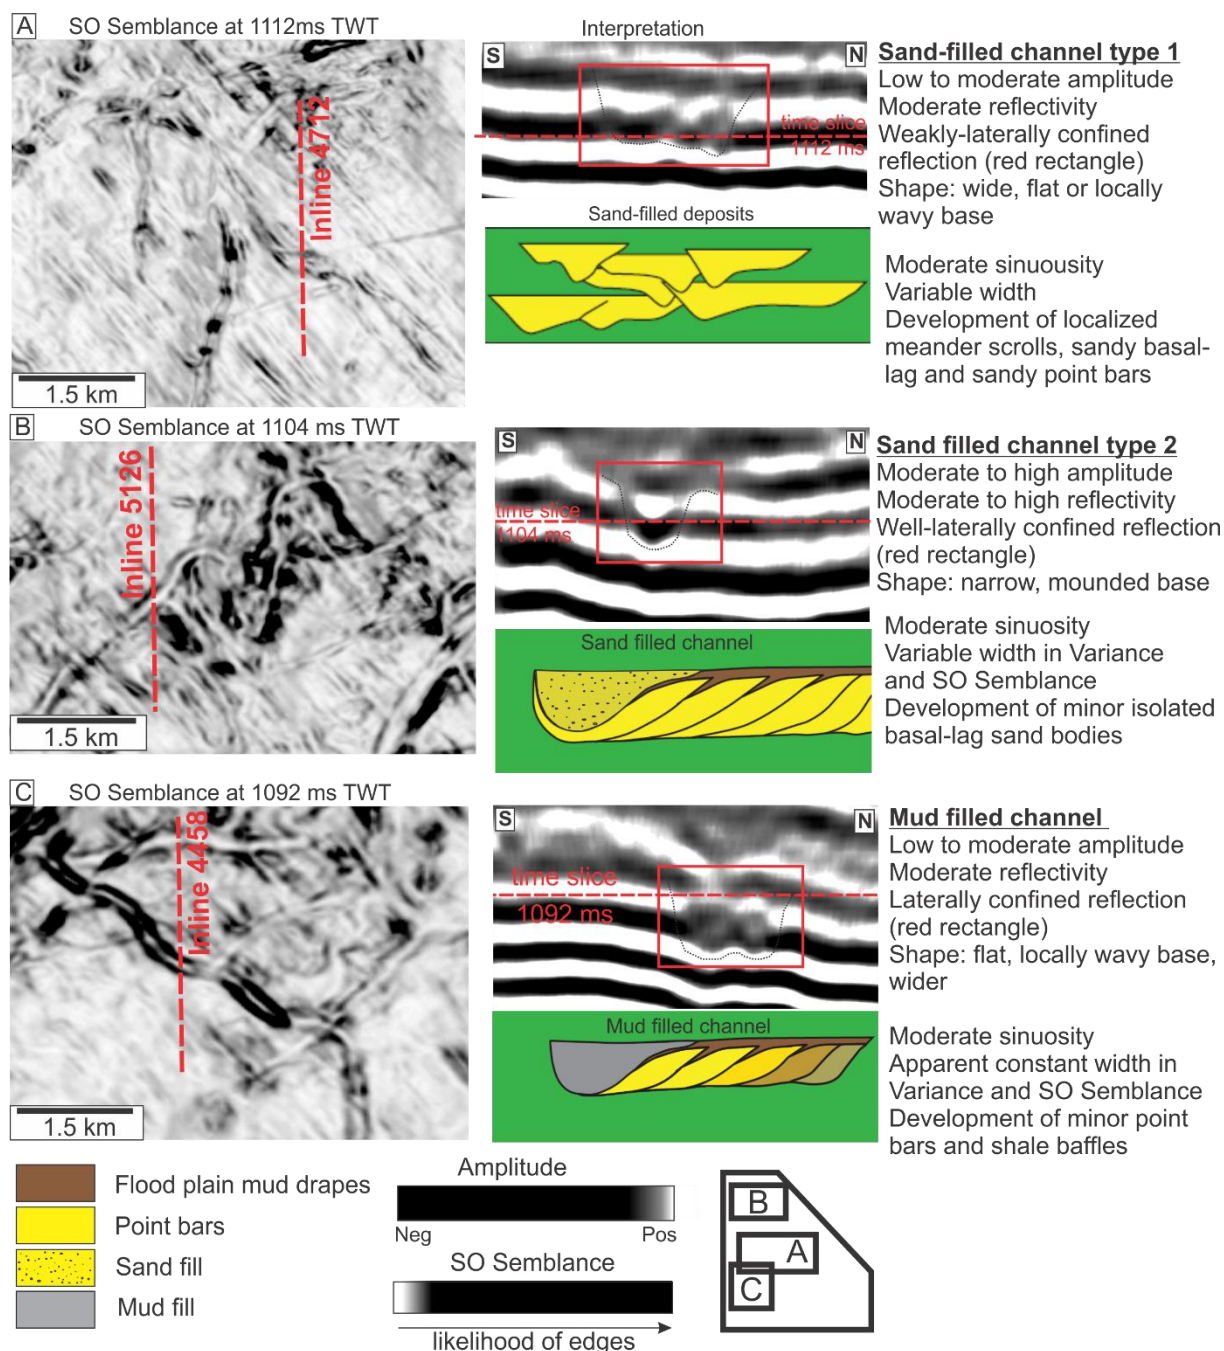 A
SO Semblance at 1112ms TWT
Inline 4712
1.5 km
Interpretation
S
N
time slice
1112 ms
Sand-filled deposits
Sand-filled channel type 1
Low to moderate amplitude
Moderate reflectivity
Weakly-laterally confined
reflection (red rectangle)
Shape: wide, flat or locally
wavy base
Moderate sinuousity
Variable width
Development of localized
meander scrolls, sandy basal-
lag and sandy point bars
B
SO Semblance at 1104 ms TWT
Inline 5126
1.5 km
S
N
time slice
1104 ms
Sand filled channel
Sand filled channel type 2
Moderate to high amplitude
Moderate to high reflectivity
Well-laterally confined reflection
(red rectangle)
Shape: narrow, mounded base
Moderate sinuosity
Variable width in Variance
and SO Semblance
Development of minor isolated
basal-lag sand bodies
C
SO Semblance at 1092 ms TWT
Inline 4458
1.5 km
S
N
time slice
1092 ms
Mud filled channel
Mud filled channel
Low to moderate amplitude
Moderate reflectivity
Laterally confined reflection
(red rectangle)
Shape: flat, locally wavy base,
wider
Moderate sinuosity
Apparent constant width in
Variance and SO Semblance
Development of minor point
bars and shale baffles
Flood plain mud drapes
Point bars
Sand fill
Mud fill
Amplitude
Neg
Pos
SO Semblance
likelihood of edges
B
A
C